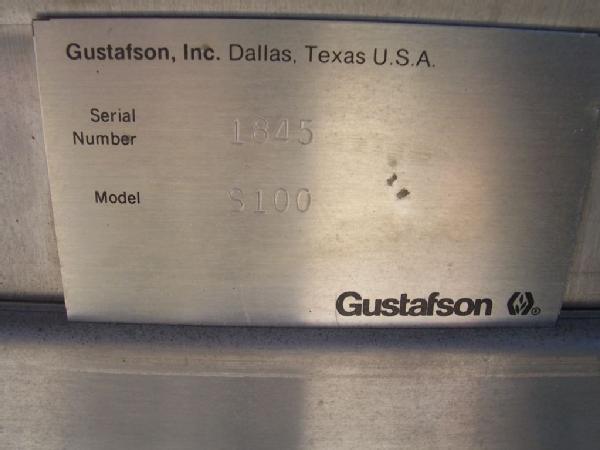 Gustafson, Inc. Dallas, Texas U.S.A.
Serial
Number 1845
Model S100
Gustafson ®